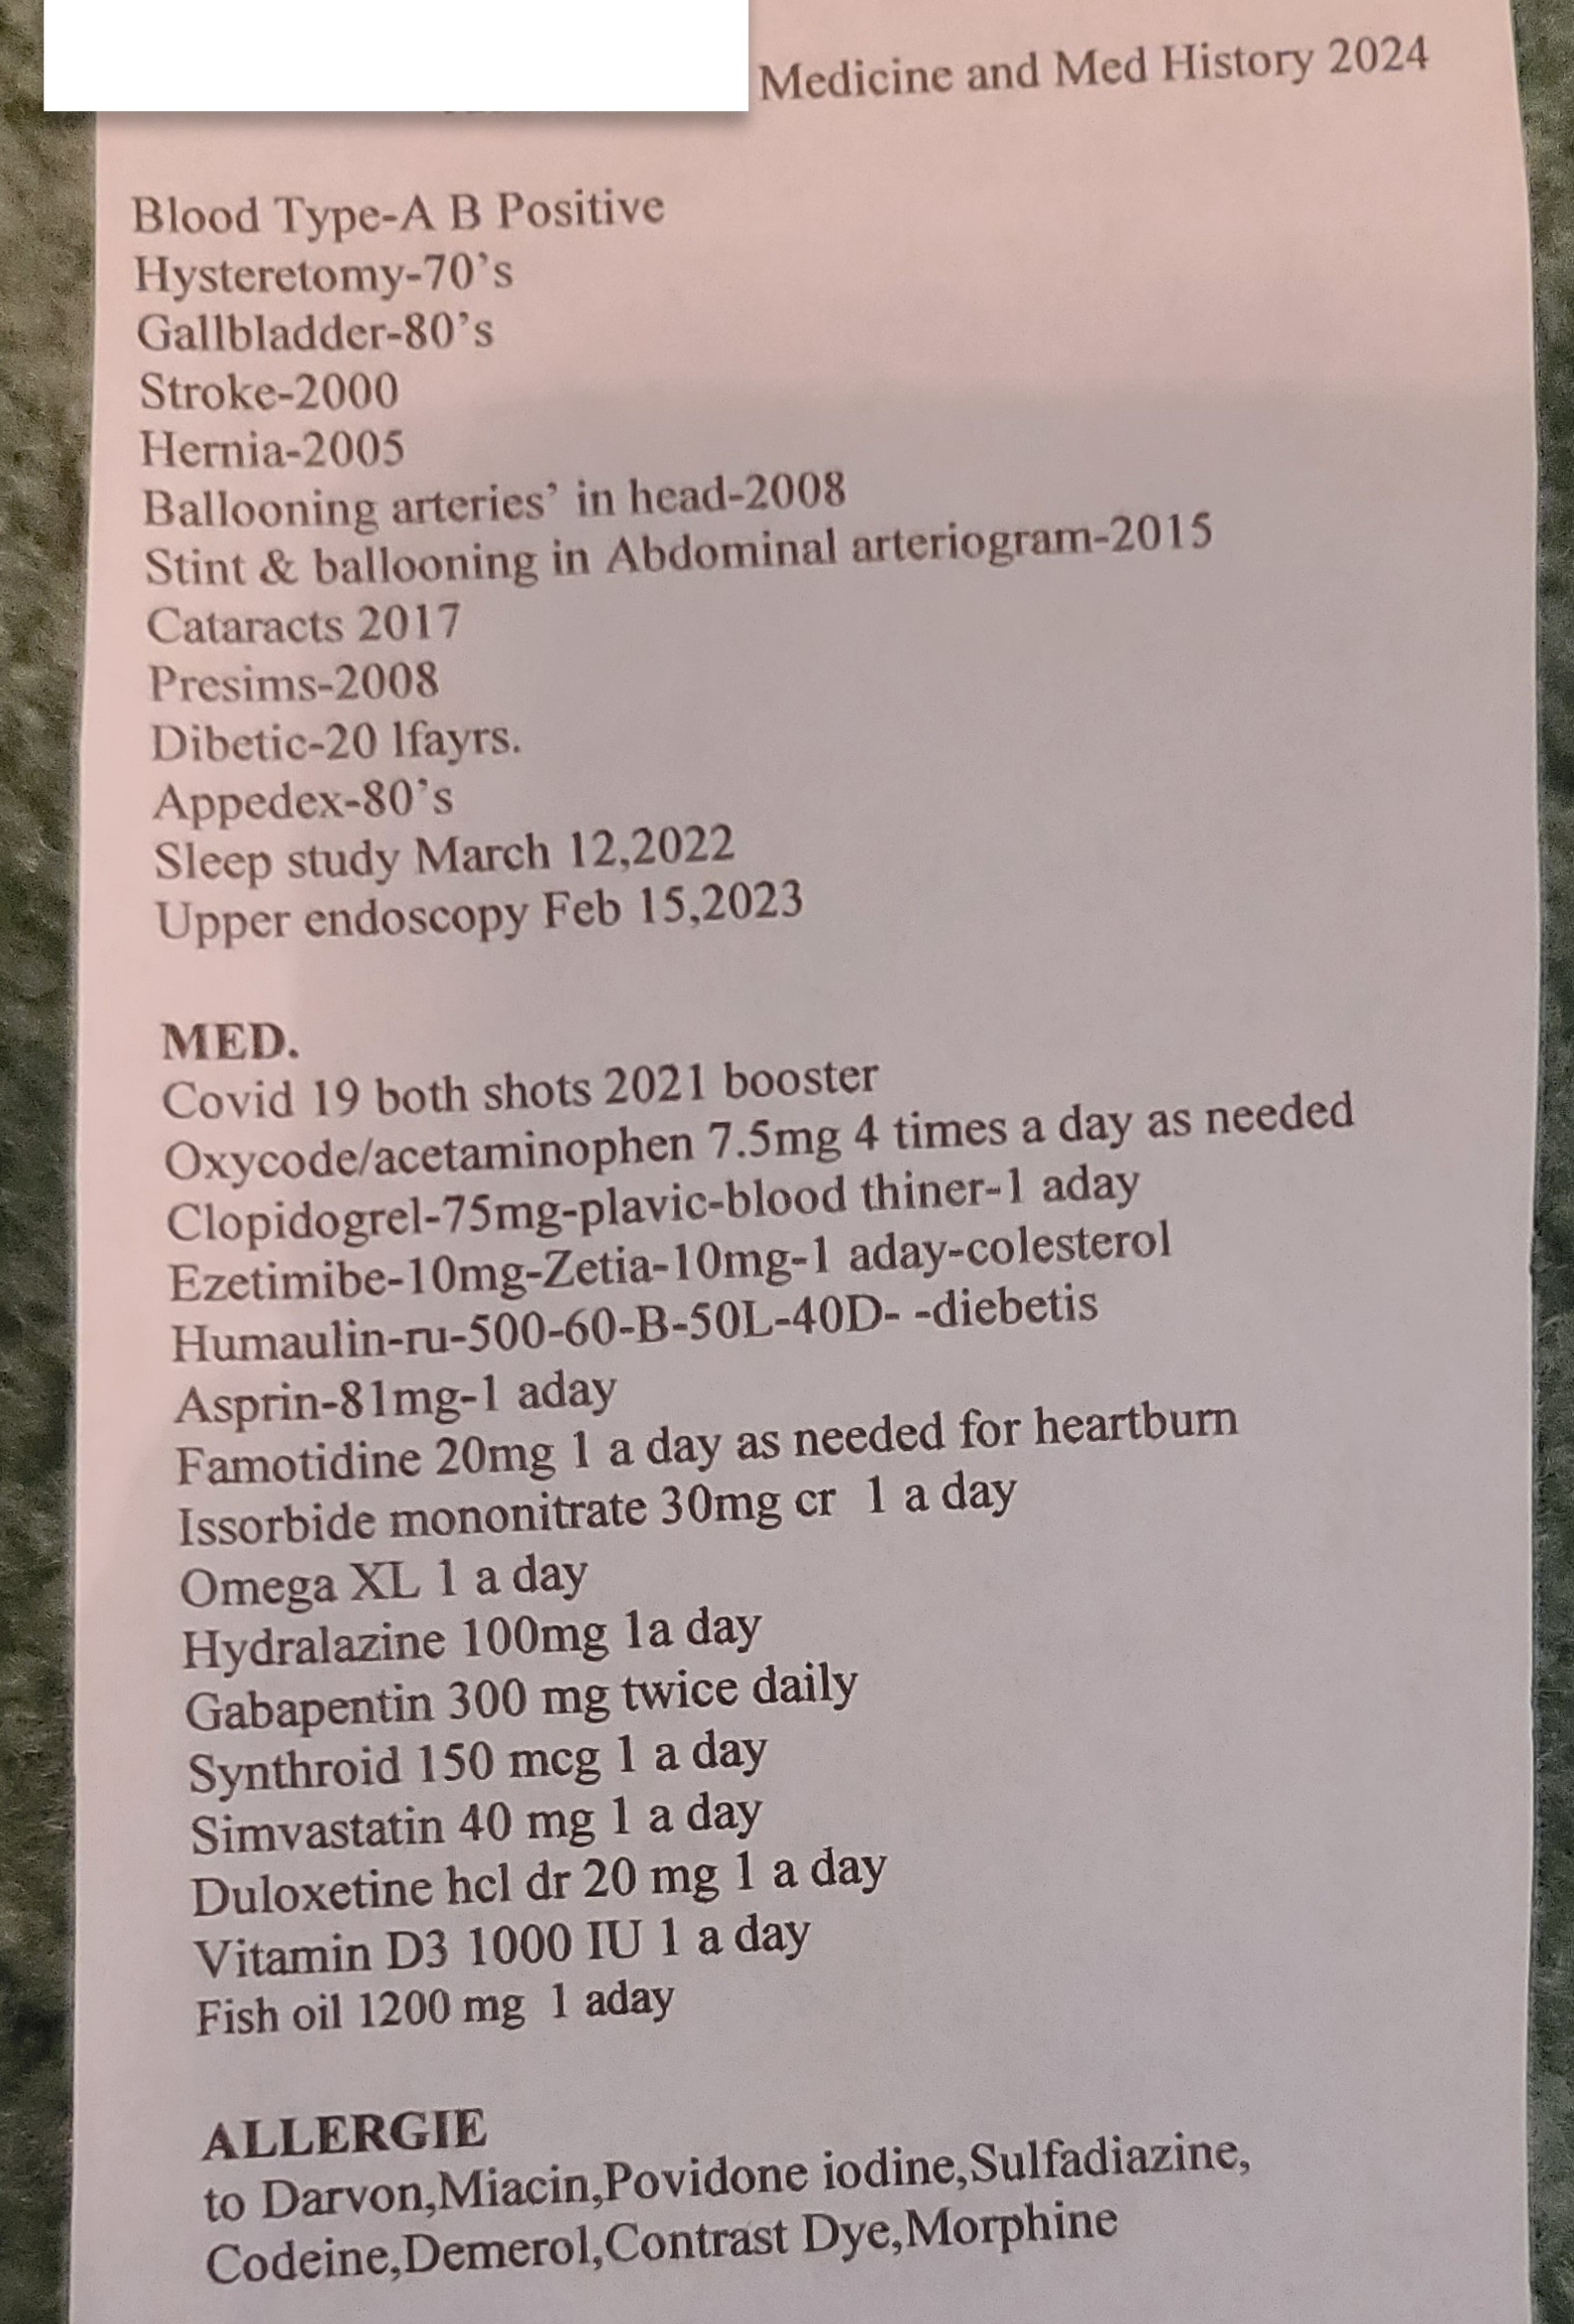 Medicine and Med History 2024
Blood Type-A B Positive
Hysteretomy-70's
Gallbladder-80's
Stroke-2000
Hernia-2005
Ballooning arteries' in head-2008
Stint & ballooning in Abdominal arteriogram-2015
Cataracts 2017
Presims-2008
Dibetic-20 lfayrs.
Appedex-80's
Sleep study March 12,2022
Upper endoscopy Feb 15,2023
MED.
Covid 19 both shots 2021 booster
Oxycode/acetaminophen 7.5mg 4 times a day as needed
Clopidogrel-75mg-plavic-blood thiner-1 aday
Ezetimibe-10mg-Zetia-10mg-1 aday-colesterol
Humaulin-ru-500-60-B-50L-40D- -diebetis
Asprin-81mg-1 aday
Famotidine 20mg 1 a day as needed for heartburn
Issorbide mononitrate 30mg cr  1 a day
Omega XL 1 a day
Hydralazine 100mg 1a day
Gabapentin 300 mg twice daily
Synthroid 150 mcg 1 a day
Simvastatin 40 mg 1 a day
Duloxetine hcl dr 20 mg 1 a day
Vitamin D3 1000 IU 1 a day
Fish oil 1200 mg  1 aday
ALLERGIE
to Darvon,Miacin,Povidone iodine,Sulfadiazine,
Codeine,Demerol,Contrast Dye,Morphine